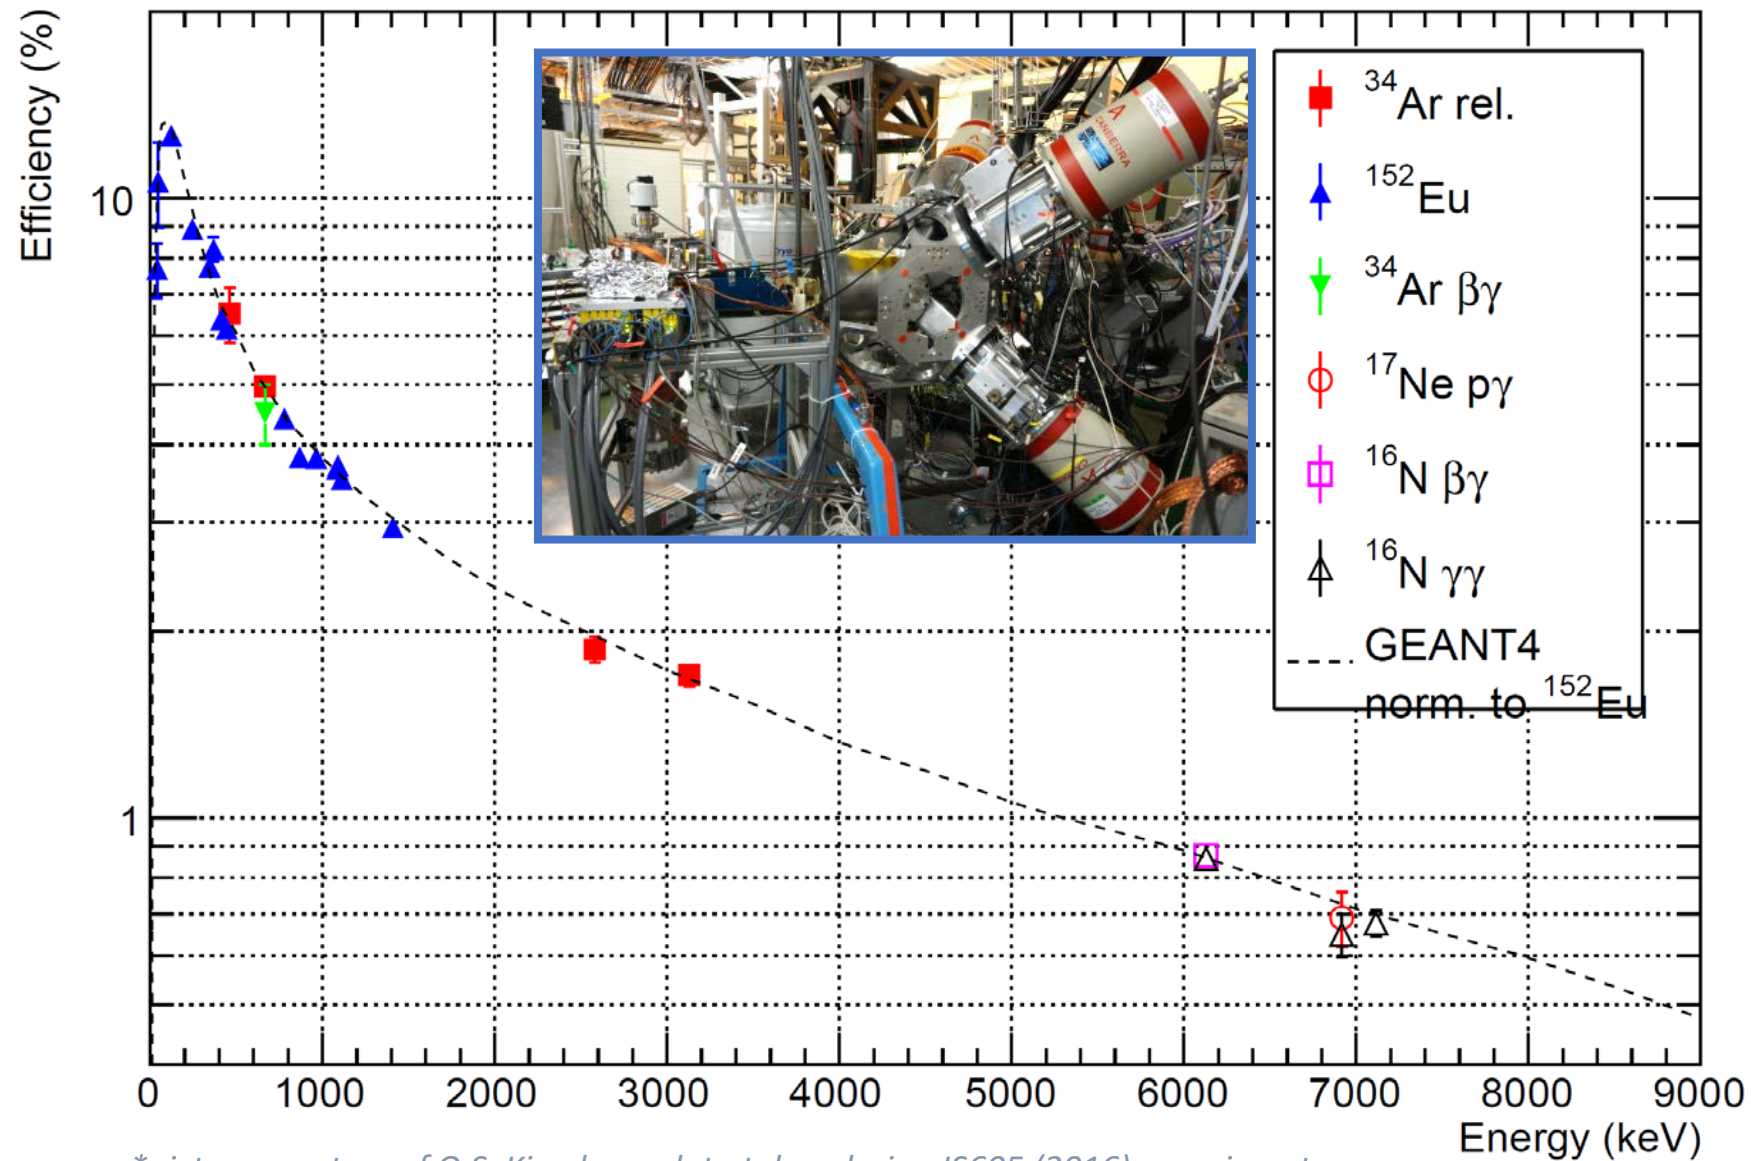 Efficiency (%)
10
1
0 1000 2000 3000 4000 5000 6000 7000 8000 9000
Energy (keV)
³⁴Ar rel.
¹⁵²Eu
³⁴Ar βγ
¹⁷Ne pγ
¹⁶N βγ
¹⁶N γγ
GEANT4
norm. to ¹⁵²Eu
CANBERRA